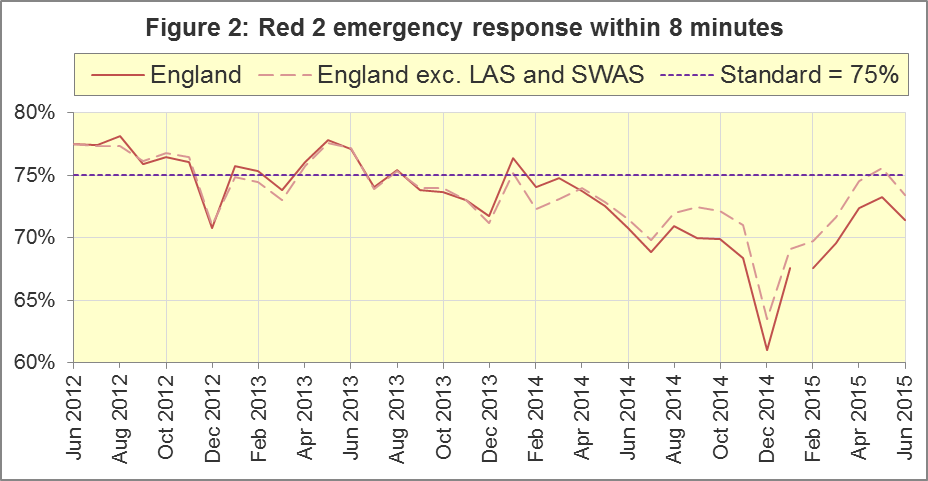 Figure 2: Red 2 emergency response within 8 minutes
England England exc. LAS and SWAS Standard = 75%
80%
75%
70%
65%
60%
Jun 2012
Aug 2012
Oct 2012
Dec 2012
Feb 2013
Apr 2013
Jun 2013
Aug 2013
Oct 2013
Dec 2013
Feb 2014
Apr 2014
Jun 2014
Aug 2014
Oct 2014
Dec 2014
Feb 2015
Apr 2015
Jun 2015